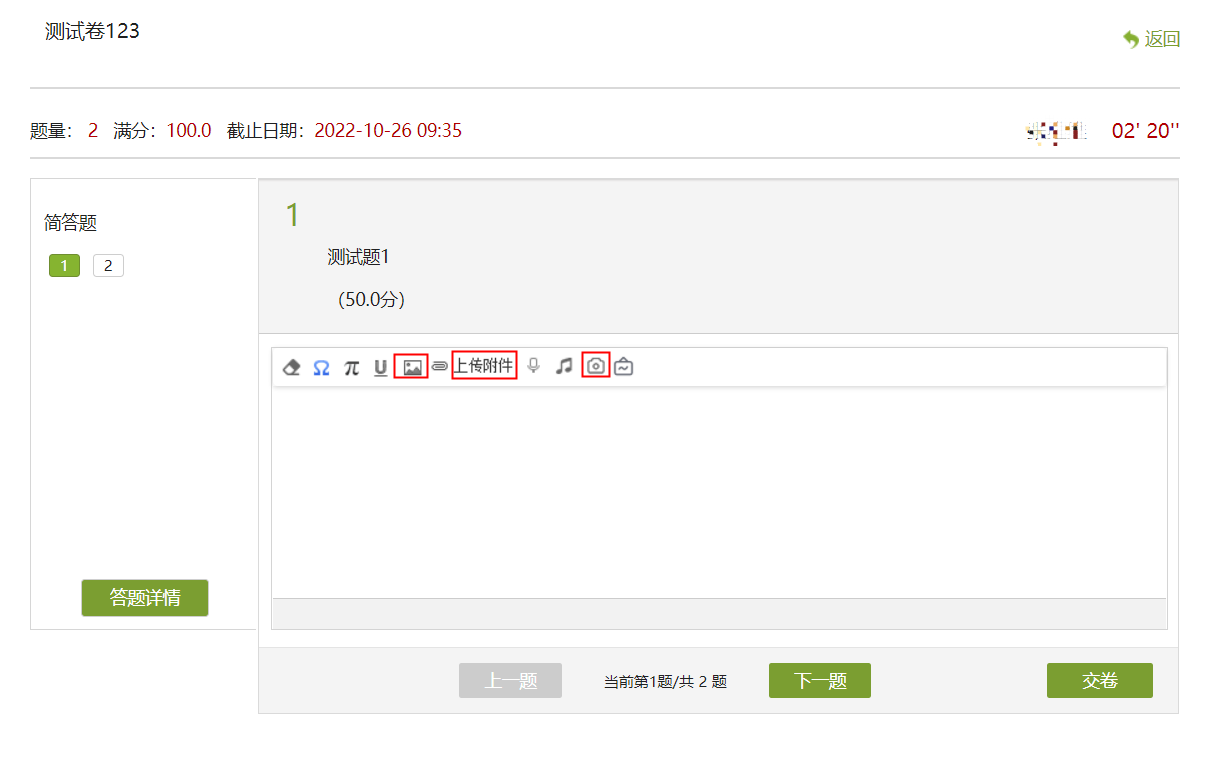 测试卷123
返回
题量： 2 满分：100.0 截止日期：2022-10-26 09:35
02' 20''
简答题
1 2
1
测试题1
(50.0分)
Ω π U 上传附件
答题详情
上一题 当前第1题/共 2 题 下一题 交卷